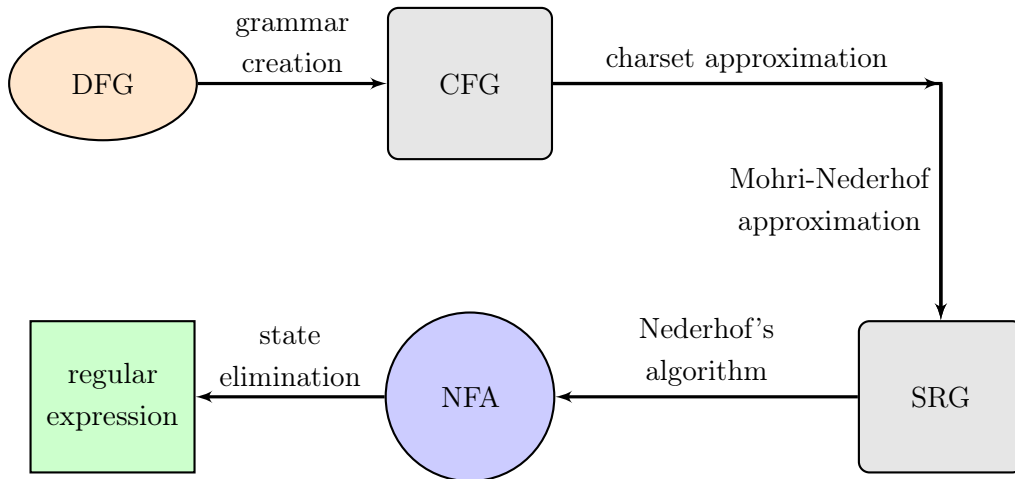 DFG
grammar
creation
CFG
charset approximation
Mohri-Nederhof
approximation
SRG
Nederhof's
algorithm
NFA
state
elimination
regular
expression